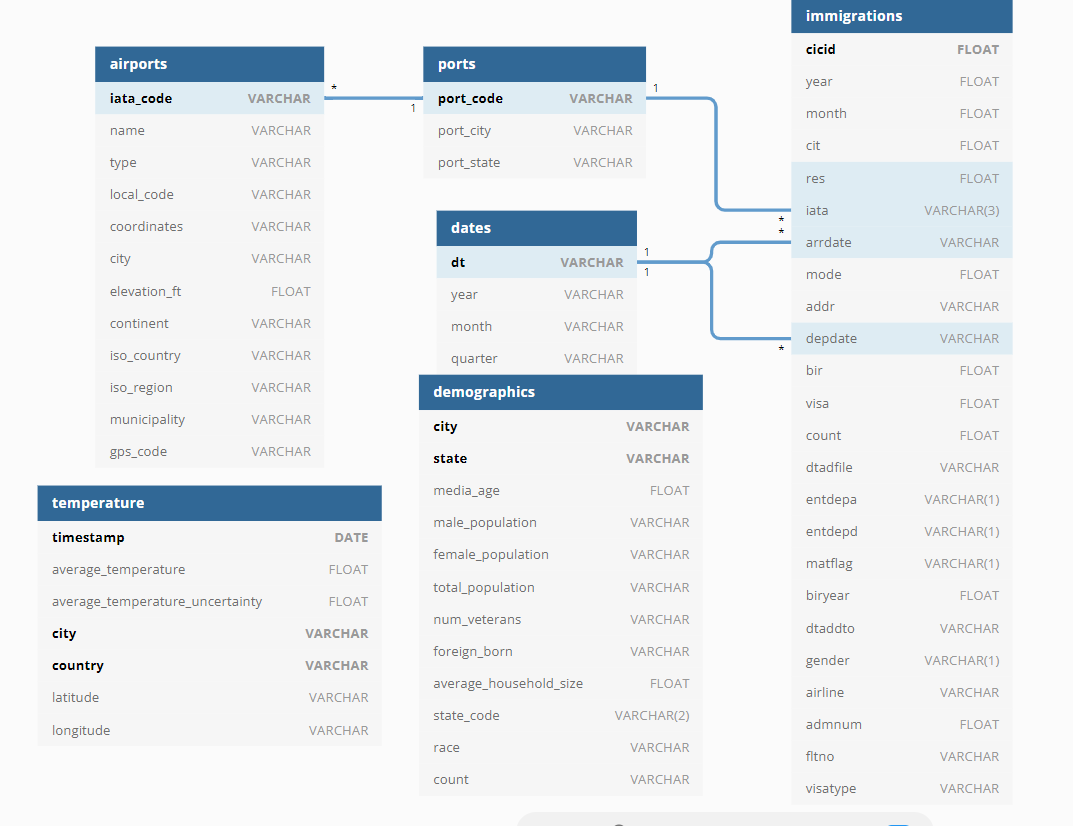 airports
iata_code VARCHAR
name VARCHAR
type VARCHAR
local_code VARCHAR
coordinates VARCHAR
city VARCHAR
elevation_ft FLOAT
continent VARCHAR
iso_country VARCHAR
iso_region VARCHAR
municipality VARCHAR
gps_code VARCHAR
* 1
ports
port_code VARCHAR
port_city VARCHAR
port_state VARCHAR
1 *
dates
dt VARCHAR
year VARCHAR
month VARCHAR
quarter VARCHAR
1 *
1 *
immigrations
cicid FLOAT
year FLOAT
month FLOAT
cit FLOAT
res FLOAT
iata VARCHAR(3)
arrdate VARCHAR
mode FLOAT
addr VARCHAR
depdate VARCHAR
bir FLOAT
visa FLOAT
count FLOAT
dtadfile VARCHAR
entdepa VARCHAR(1)
entdepd VARCHAR(1)
matflag VARCHAR(1)
biryear FLOAT
dtaddto VARCHAR
gender VARCHAR(1)
airline VARCHAR
admnum FLOAT
fltno VARCHAR
visatype VARCHAR
temperature
timestamp DATE
average_temperature FLOAT
average_temperature_uncertainty FLOAT
city VARCHAR
country VARCHAR
latitude VARCHAR
longitude VARCHAR
demographics
city VARCHAR
state VARCHAR
media_age FLOAT
male_population VARCHAR
female_population VARCHAR
total_population VARCHAR
num_veterans VARCHAR
foreign_born VARCHAR
average_household_size FLOAT
state_code VARCHAR(2)
race VARCHAR
count VARCHAR